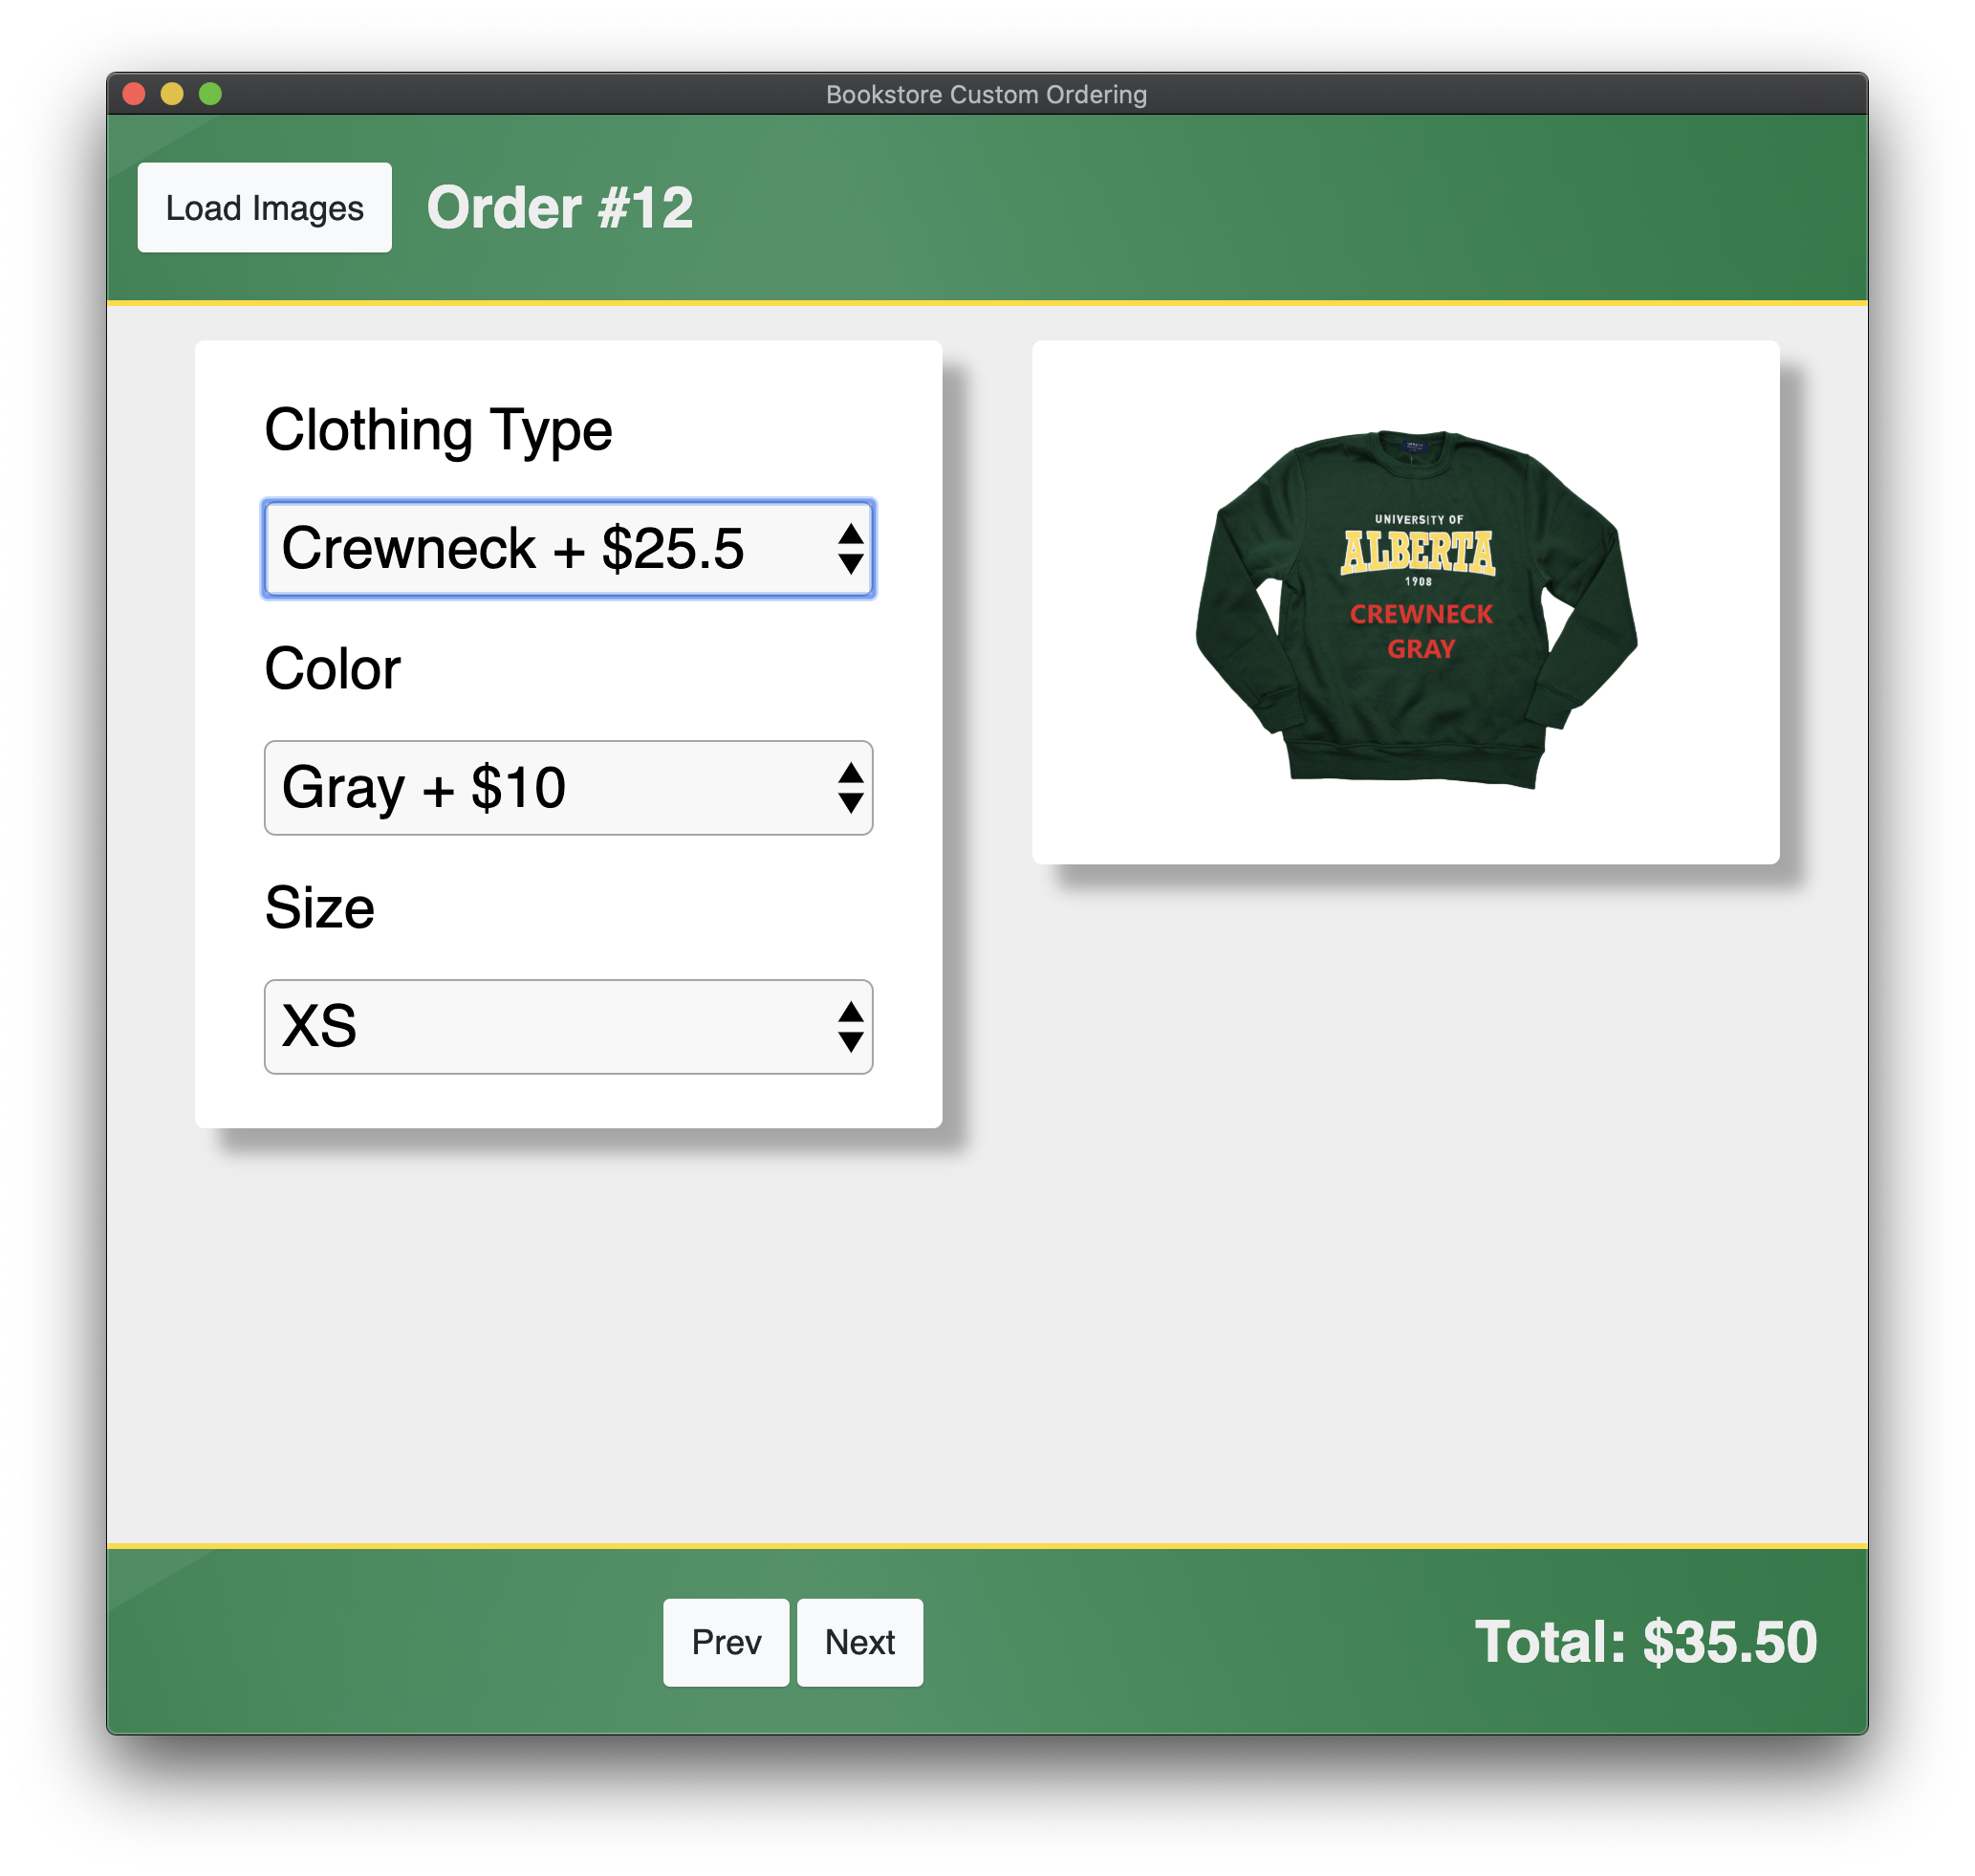 Bookstore Custom Ordering
Load Images
Order #12
Clothing Type
Crewneck + $25.5
Color
Gray + $10
Size
XS
UNIVERSITY OF
ALBERTA
1908
CREWNECK
GRAY
Prev
Next
Total: $35.50